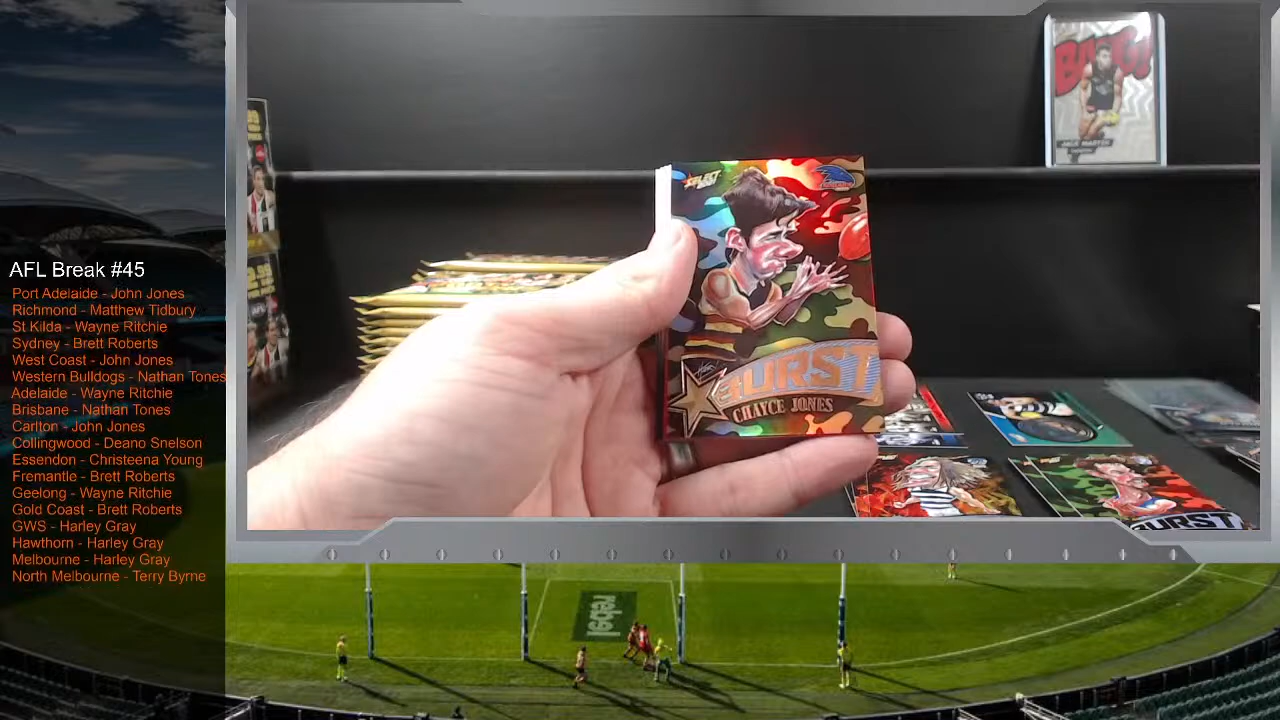 AFL Break #45
Port Adelaide - John Jones
Richmond - Matthew Tidbury
St Kilda - Wayne Ritchie
Sydney - Brett Roberts
West Coast - John Jones
Western Bulldogs - Nathan Tones
Adelaide - Wayne Ritchie
Brisbane - Nathan Tones
Carlton - John Jones
Collingwood - Deano Snelson
Essendon - Christeena Young
Fremantle - Brett Roberts
Geelong - Wayne Ritchie
Gold Coast - Brett Roberts
GWS - Harley Gray
Hawthorn - Harley Gray
Melbourne - Harley Gray
North Melbourne - Terry Byrne
BANG!
SELECT
BURST
CHAYCE JONES
BURST
rebel